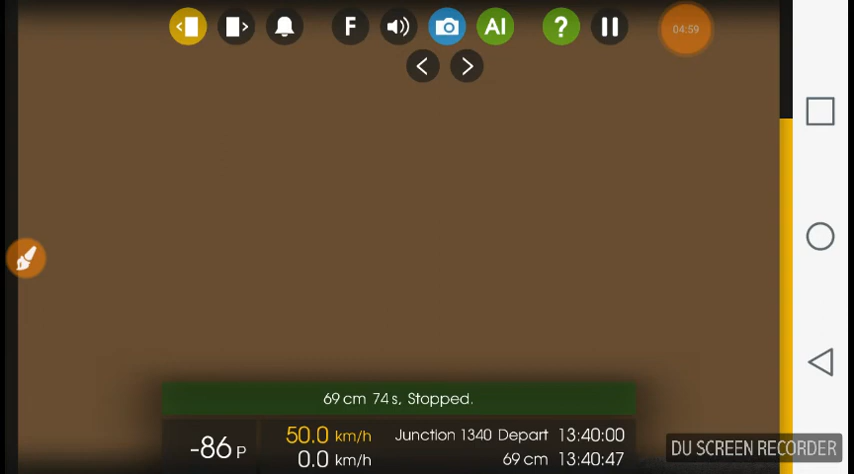 F AI ? 04:59
< >
69 cm 74 s, Stopped.
-86 P
50.0 km/h Junction 1340 Depart 13:40:00
0.0 km/h 69 cm 13:40:47
DU SCREEN RECORDER